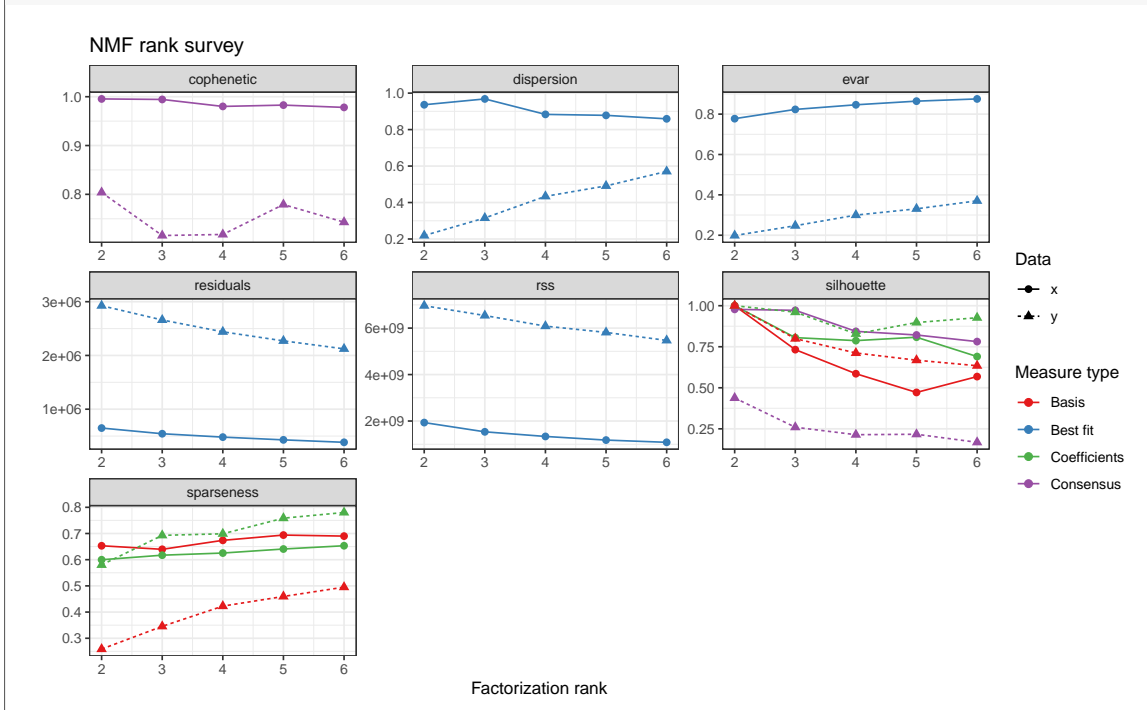 NMF rank survey
cophenetic
dispersion
evar
1.0
0.9
0.8
2 3 4 5 6
1.0
0.8
0.6
0.4
0.2
2 3 4 5 6
0.8
0.6
0.4
0.2
2 3 4 5 6
residuals
rss
silhouette
3e+06
2e+06
1e+06
2 3 4 5 6
6e+09
4e+09
2e+09
2 3 4 5 6
1.00
0.75
0.50
0.25
2 3 4 5 6
sparseness
0.8
0.7
0.6
0.5
0.4
0.3
2 3 4 5 6
Factorization rank
Data
x
y
Measure type
Basis
Best fit
Coefficients
Consensus